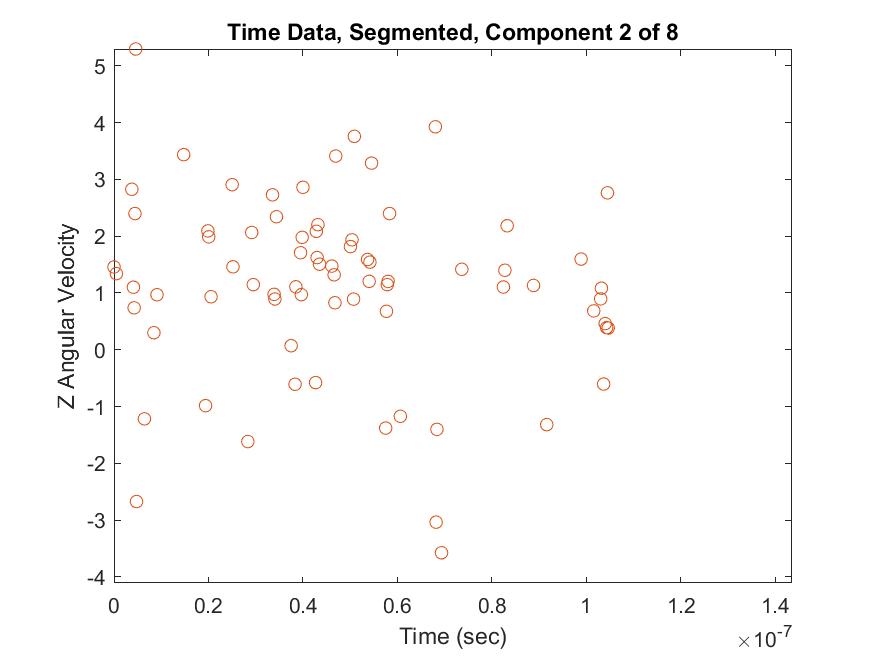 Time Data, Segmented, Component 2 of 8
5
4
3
2
1
0
-1
-2
-3
-4
Z Angular Velocity
0 0.2 0.4 0.6 0.8 1 1.2 1.4
Time (sec)
×10-7